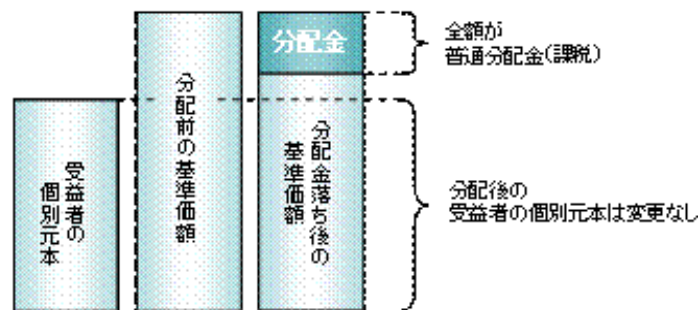 分配金
全額が
普通分配金(課税)
受益者の
個別元本
分配前の基準価額
分配金落ち後の
基準価額
分配後の
受益者の個別元本は変更なし